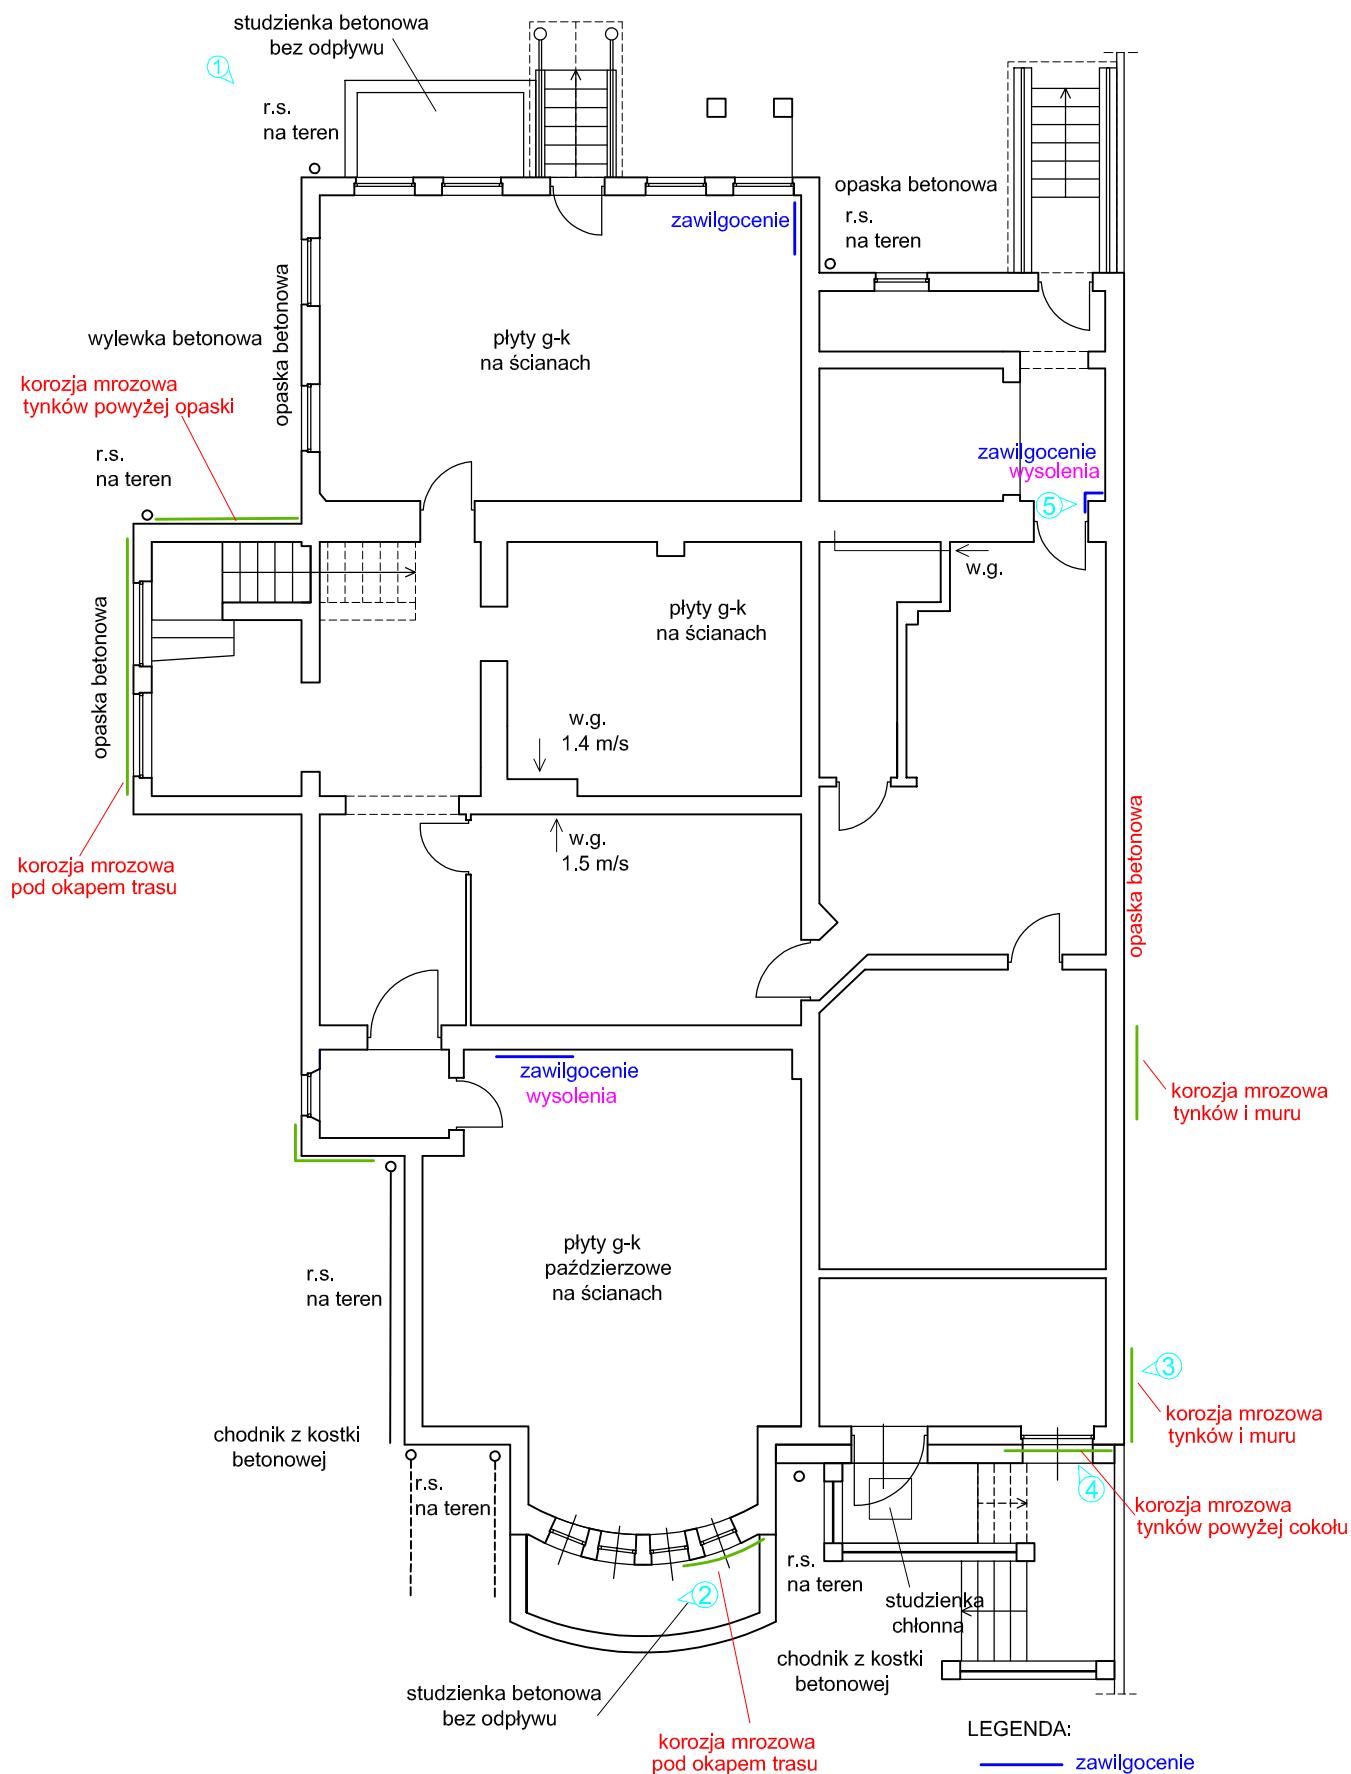 studzienka betonowa
bez odpływu
1
r.s.
na teren
opaska betonowa
r.s.
na teren
zawilgocenie
opaska betonowa
wylewka betonowa
płyty g-k
na ścianach
korozja mrozowa
tynków powyżej opaski
r.s.
na teren
zawilgocenie
wysolenia
5
w.g.
płyty g-k
na ścianach
opaska betonowa
w.g.
1.4 m/s
w.g.
1.5 m/s
korozja mrozowa
pod okapem trasu
opaska betonowa
zawilgocenie
wysolenia
korozja mrozowa
tynków i muru
płyty g-k
paździerzowe
na ścianach
r.s.
na teren
3
korozja mrozowa
tynków i muru
chodnik z kostki
betonowej
r.s.
na teren
4
korozja mrozowa
tynków powyżej cokołu
r.s.
na teren
2
studzienka
chłonna
chodnik z kostki
betonowej
studzienka betonowa
bez odpływu
korozja mrozowa
pod okapem trasu
LEGENDA:
zawilgocenie